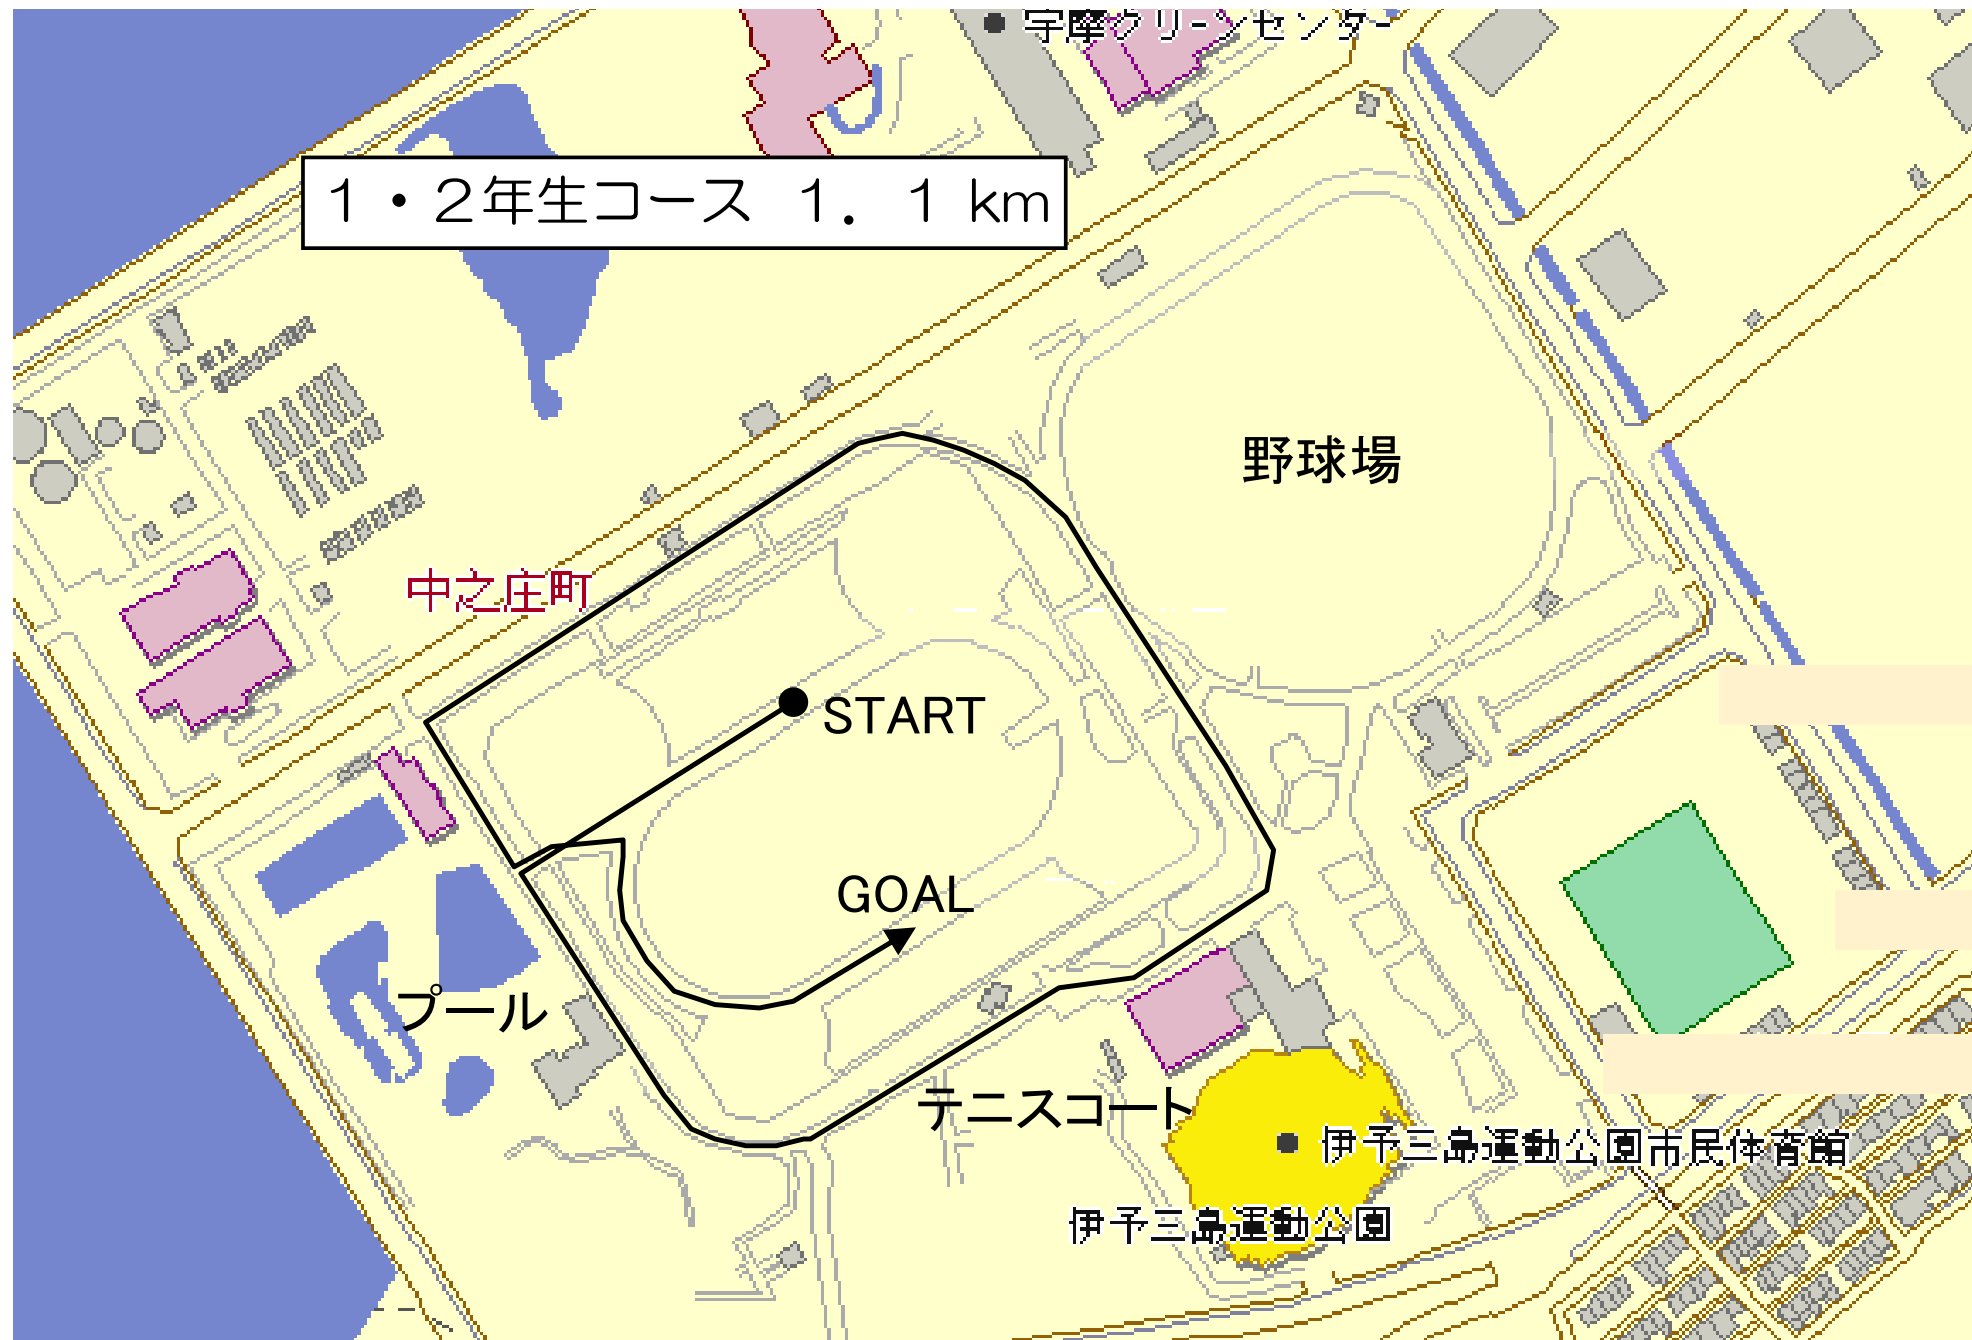 宇摩クリーンセンター
１・２年生コース　１．１km
野球場
中之庄町
START
GOAL
プール
テニスコート
伊予三島運動公園市民体育館
伊予三島運動公園